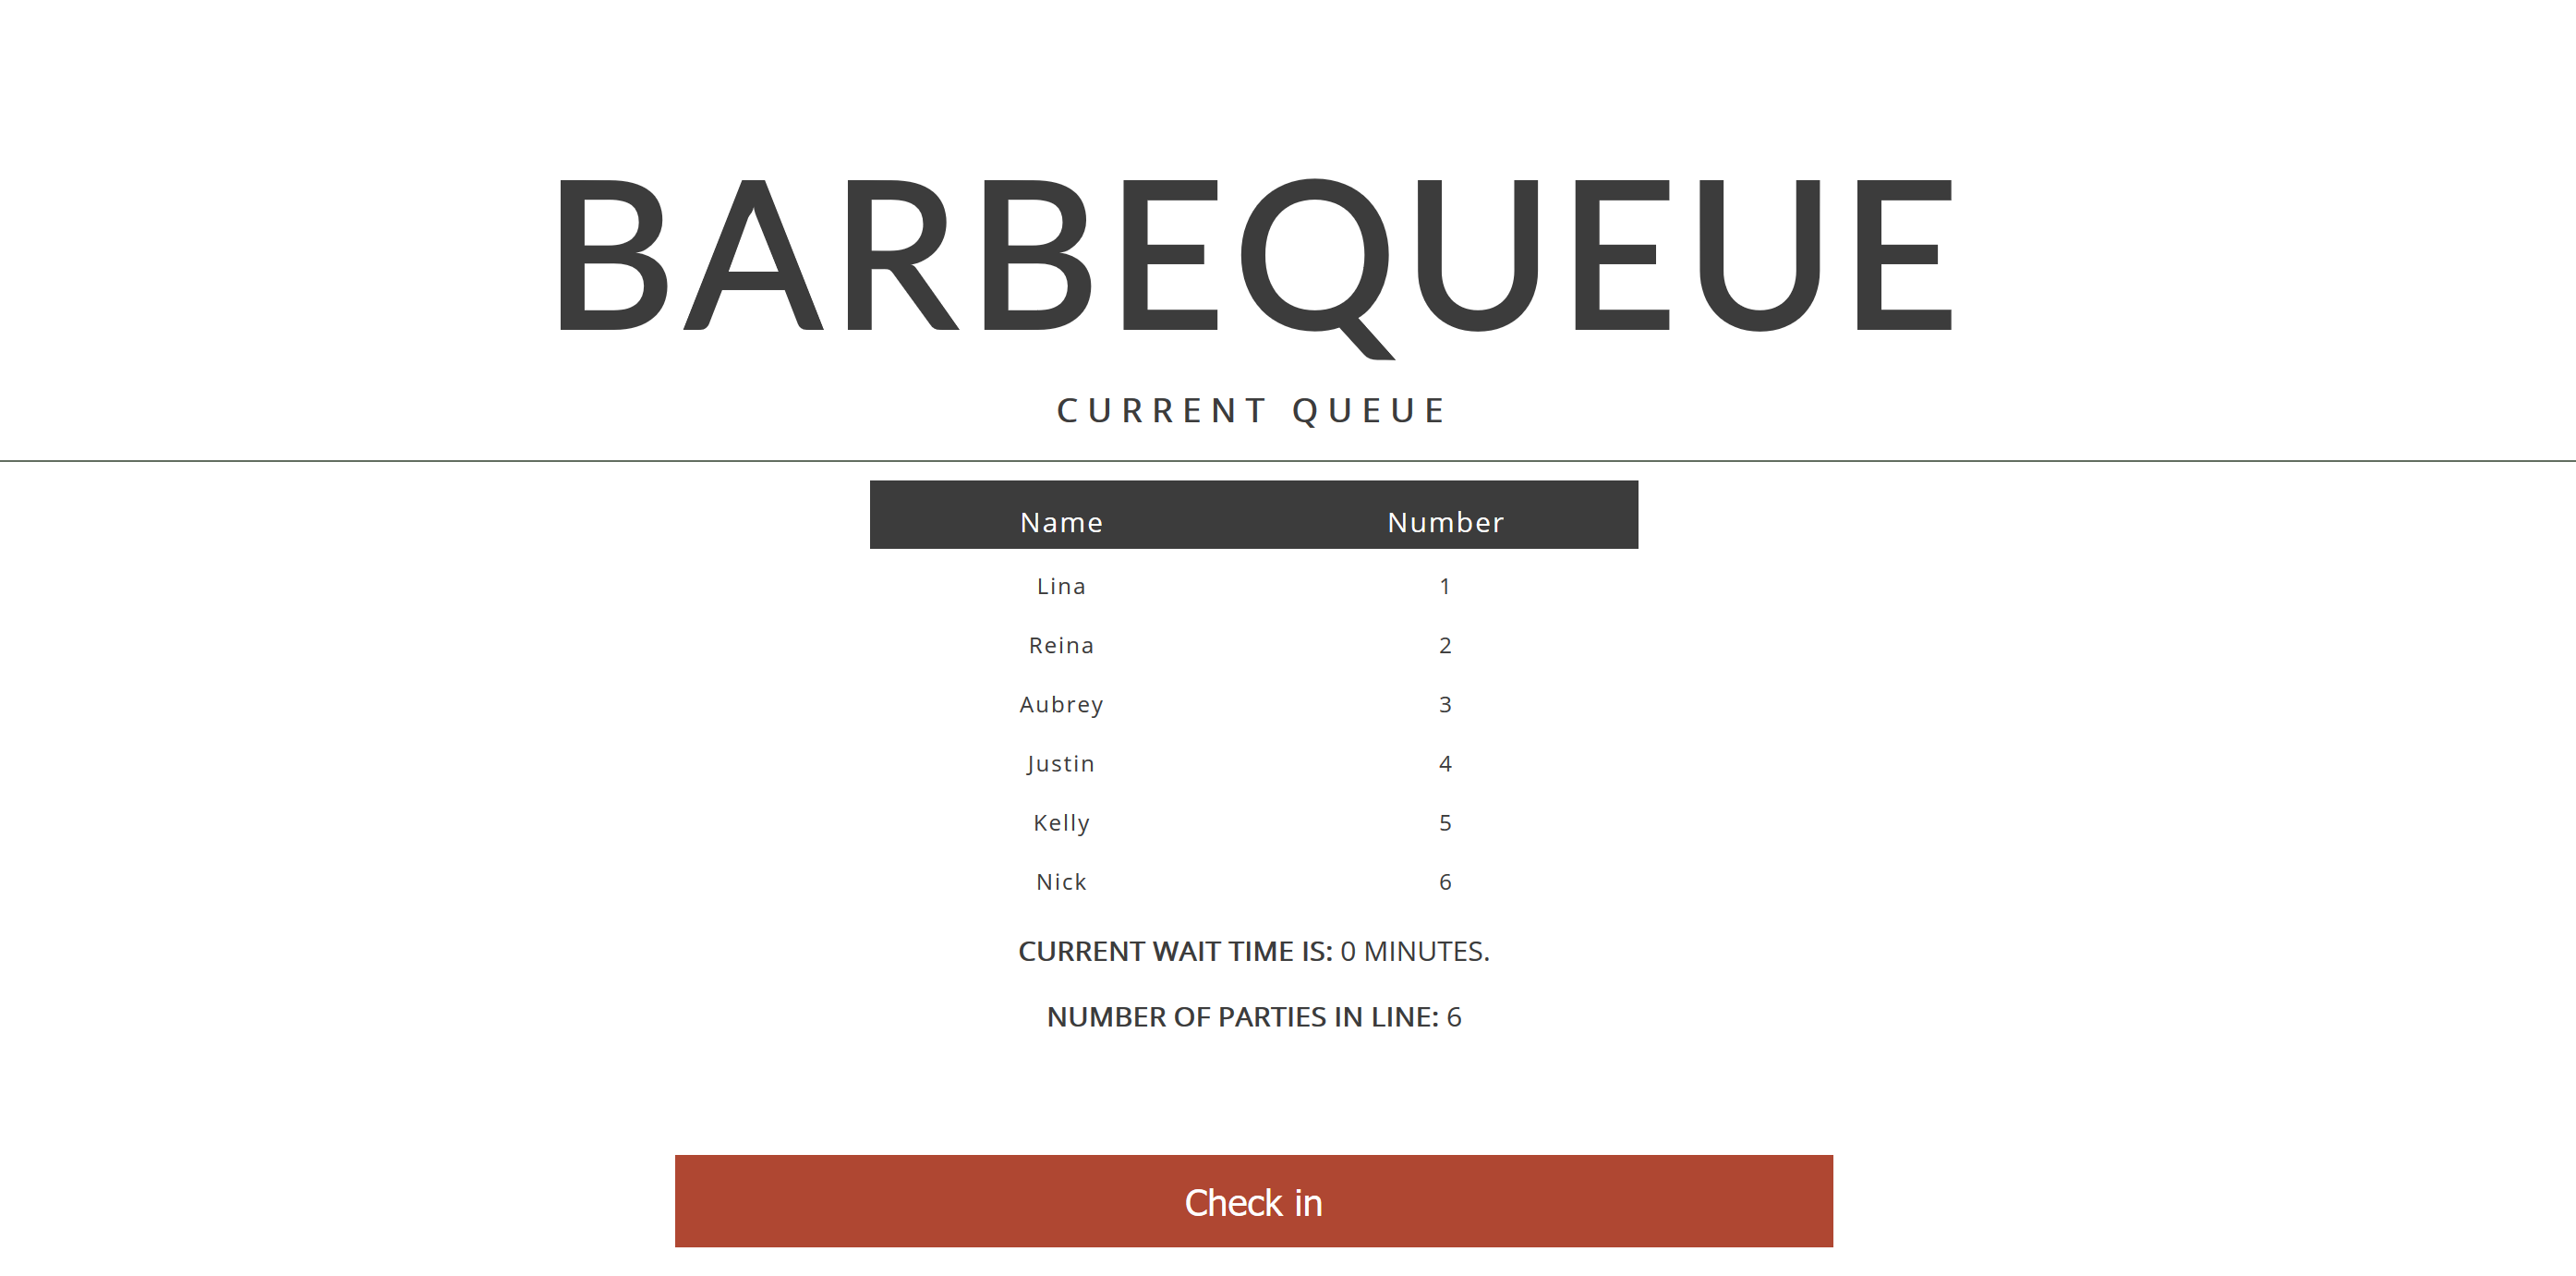 BARBEQUEUE
CURRENT QUEUE
Name Number
Lina 1
Reina 2
Aubrey 3
Justin 4
Kelly 5
Nick 6
CURRENT WAIT TIME IS: 0 MINUTES.
NUMBER OF PARTIES IN LINE: 6
Check in